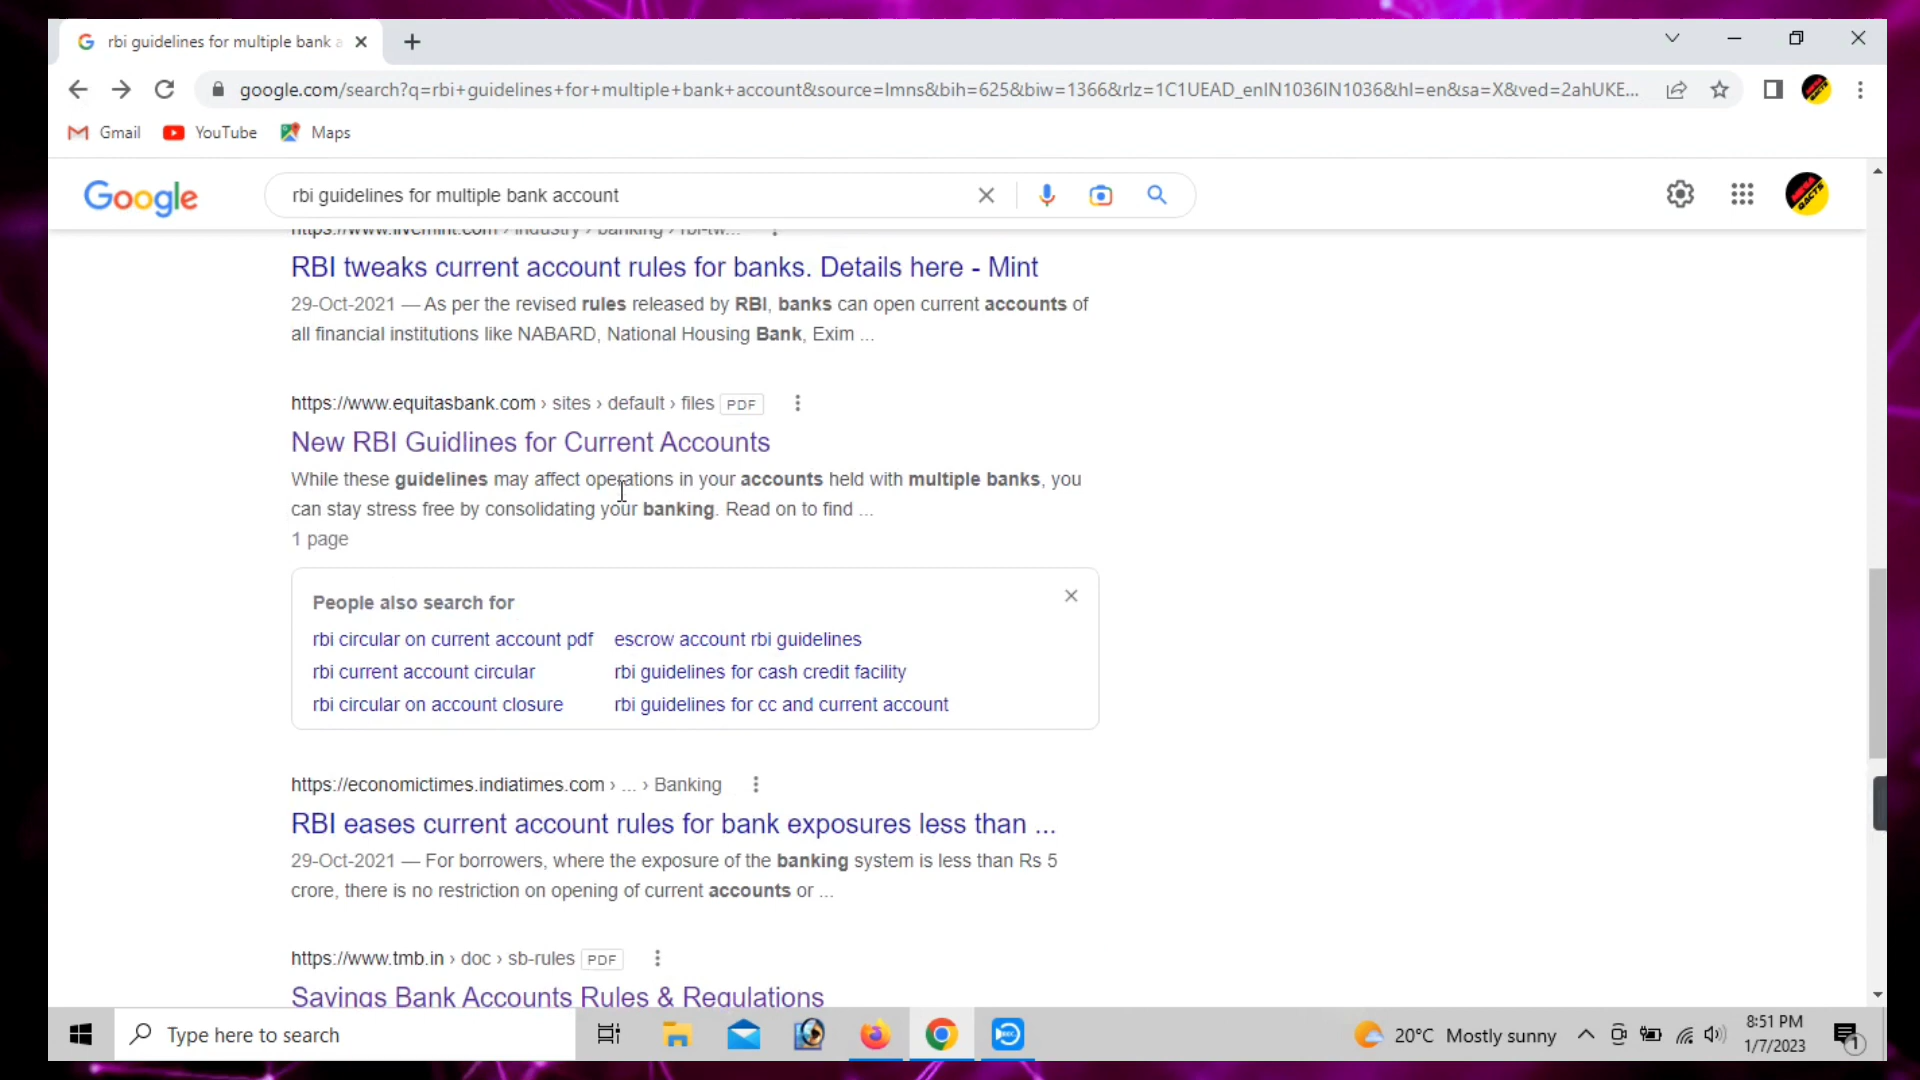 rbi guidelines for multiple bank a
google.com/search?q=rbi+guidelines+for+multiple+bank+account&source=lmns&bih=625&biw=1366&rlz=1C1UEAD_enIN1036IN1036&hl=en&sa=X&ved=2ahUKE...
Gmail YouTube Maps
Google rbi guidelines for multiple bank account
https://www.livemint.com › industry › banking › rbi-tw...
RBI tweaks current account rules for banks. Details here - Mint
29-Oct-2021 — As per the revised rules released by RBI, banks can open current accounts of
all financial institutions like NABARD, National Housing Bank, Exim ...
https://www.equitasbank.com › sites › default › files PDF
New RBI Guidlines for Current Accounts
While these guidelines may affect operations in your accounts held with multiple banks, you
can stay stress free by consolidating your banking. Read on to find ...
1 page
People also search for
rbi circular on current account pdf escrow account rbi guidelines
rbi current account circular rbi guidelines for cash credit facility
rbi circular on account closure rbi guidelines for cc and current account
https://economictimes.indiatimes.com › ... › Banking
RBI eases current account rules for bank exposures less than ...
29-Oct-2021 — For borrowers, where the exposure of the banking system is less than Rs 5
crore, there is no restriction on opening of current accounts or ...
https://www.tmb.in › doc › sb-rules PDF
Savings Bank Accounts Rules & Regulations
Type here to search 20°C Mostly sunny 8:51 PM
1/7/2023 1